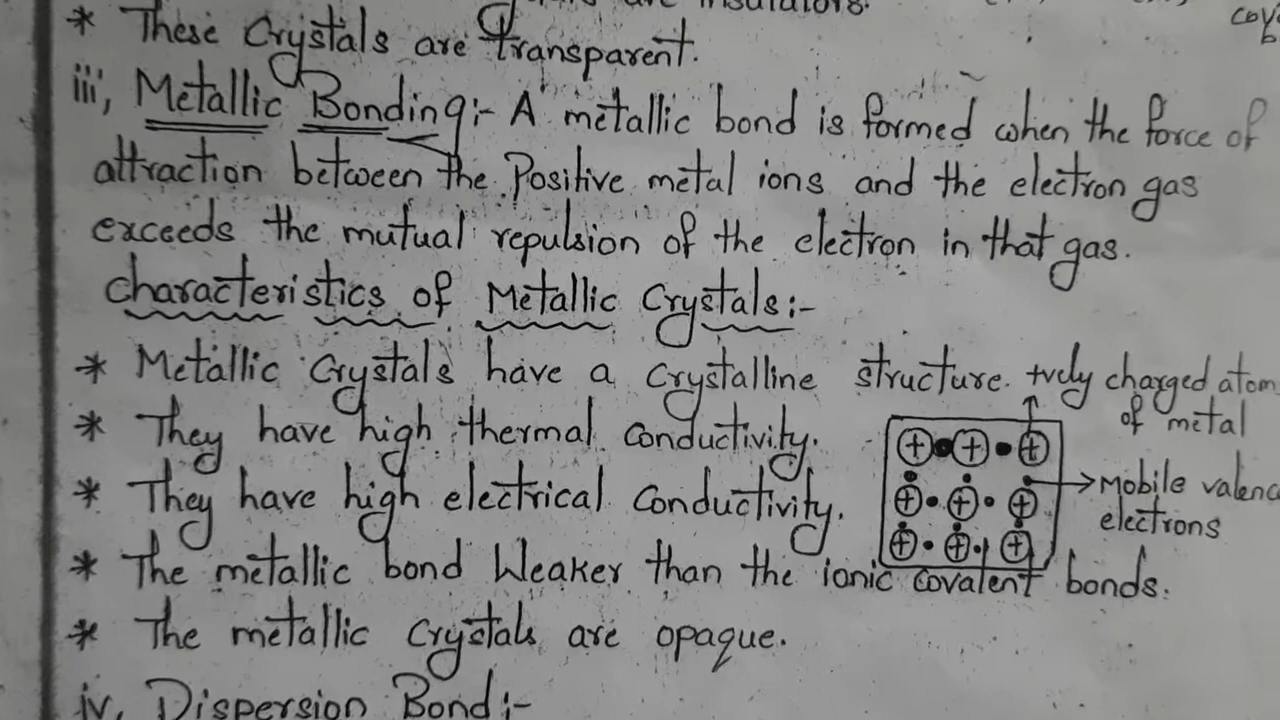 are insulators.
* These Crystals are transparent.
iii, Metallic Bonding:- A metallic bond is formed when the force of
attraction between the Positive metal ions and the electron gas
exceeds the mutual repulsion of the electron in that gas.
Characteristics of Metallic Crystals:-
* Metallic Crystals have a crystalline structure.
+vely charged atom
of metal
* They have high thermal conductivity.
* They have high electrical conductivity.
Mobile valenc
electrons
* The metallic bond Weaker than the ionic covalent bonds.
* The metallic Crystals are opaque.
iv, Dispersion Bond:-